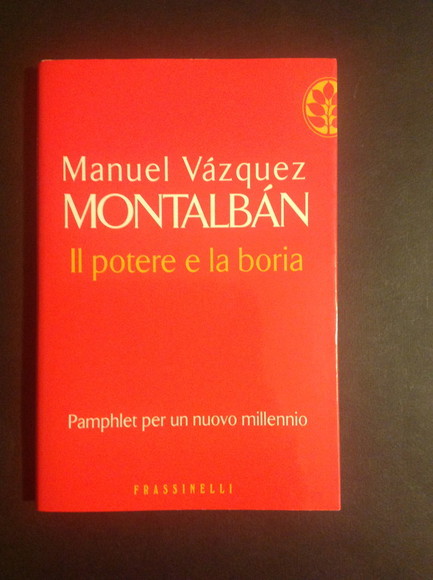 Manuel Vázquez
MONTALBÁN
Il potere e la boria
Pamphlet per un nuovo millennio
FRASSINELLI